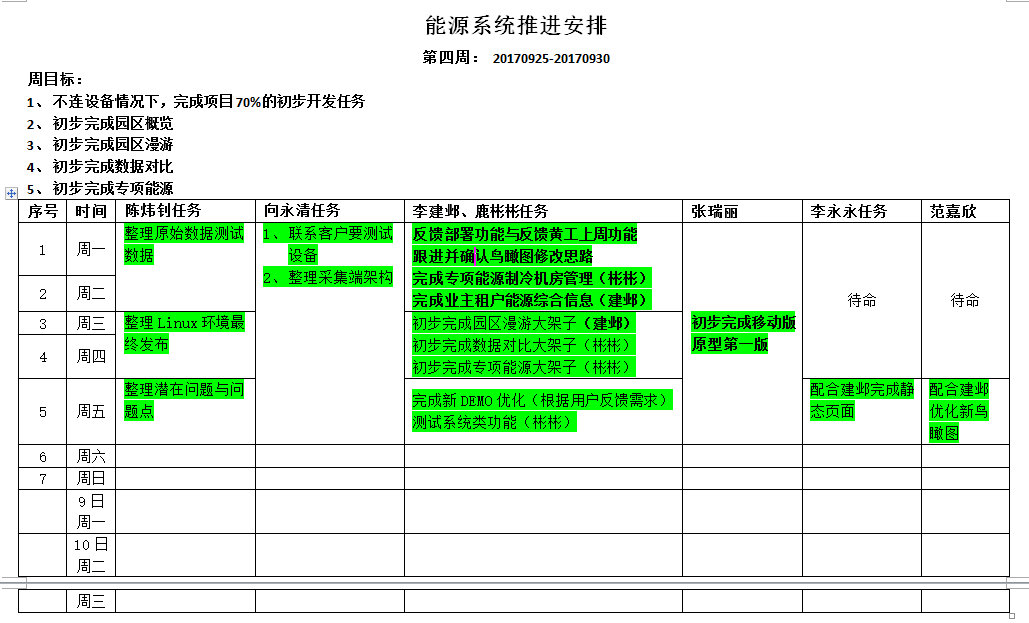 能源系统推进安排
第四周： 20170925-20170930
周目标：
1、不连设备情况下，完成项目70%的初步开发任务
2、初步完成园区概览
3、初步完成园区漫游
4、初步完成数据对比
5、初步完成专项能源
序号 时间 陈炜钊任务 向永清任务 李建邺、鹿彬彬任务 张瑞丽 李永永任务 范嘉欣
1 周一
整理原始数据测试
数据
1、联系客户要测试
设备
2、整理采集端架构
反馈部署功能与反馈黄工上周功能
跟进并确认鸟瞰图修改思路
完成专项能源制冷机房管理（彬彬）
完成业主租户能源综合信息（建邺）
初步完成移动版
原型第一版
待命
待命
2 周二
3 周三
整理Linux环境最
终发布
初步完成园区漫游大架子（建邺）
初步完成数据对比大架子（彬彬）
初步完成专项能源大架子（彬彬）
4 周四
5 周五
整理潜在问题与问
题点
完成新DEMO优化（根据用户反馈需求）
测试系统类功能（彬彬）
配合建邺完成静
态页面
配合建邺
优化新鸟
瞰图
6 周六
7 周日
9日
周一
10日
周二
周三